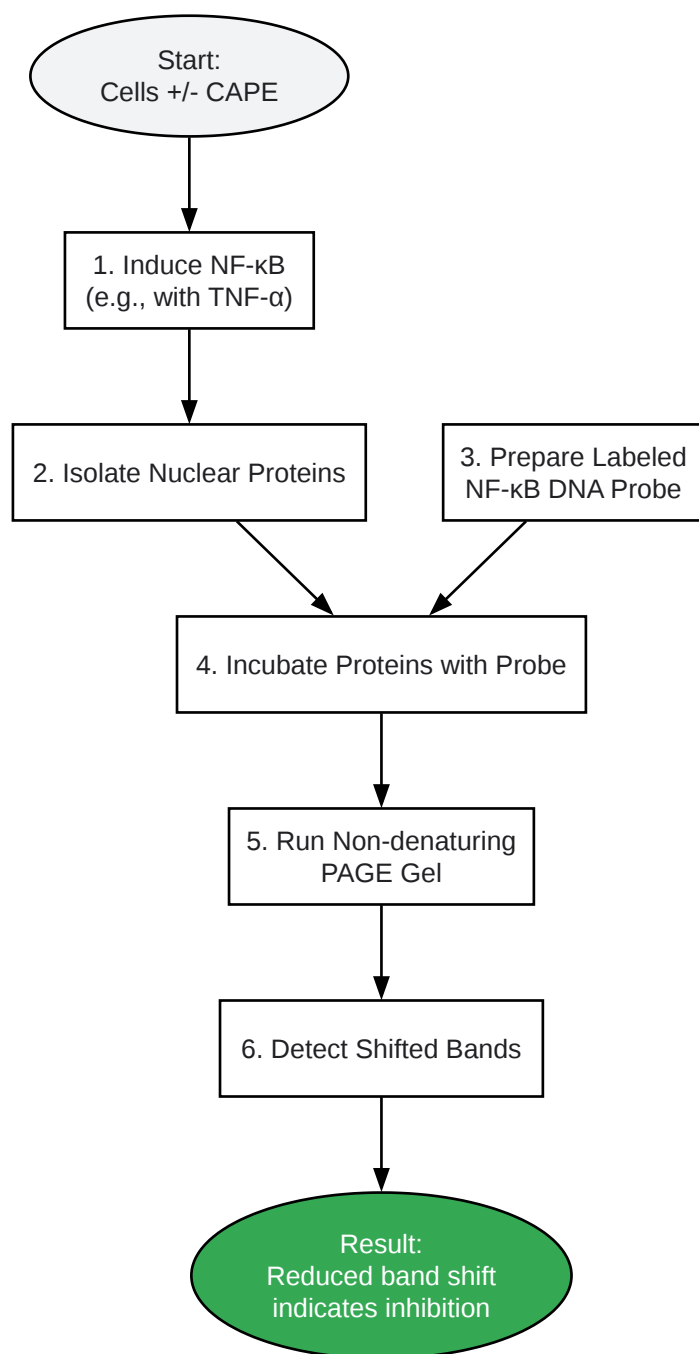 Start:
Cells +/- CAPE
1. Induce NF-κB
(e.g., with TNF-α)
2. Isolate Nuclear Proteins
3. Prepare Labeled
NF-κB DNA Probe
4. Incubate Proteins with Probe
5. Run Non-denaturing
PAGE Gel
6. Detect Shifted Bands
Result:
Reduced band shift
indicates inhibition